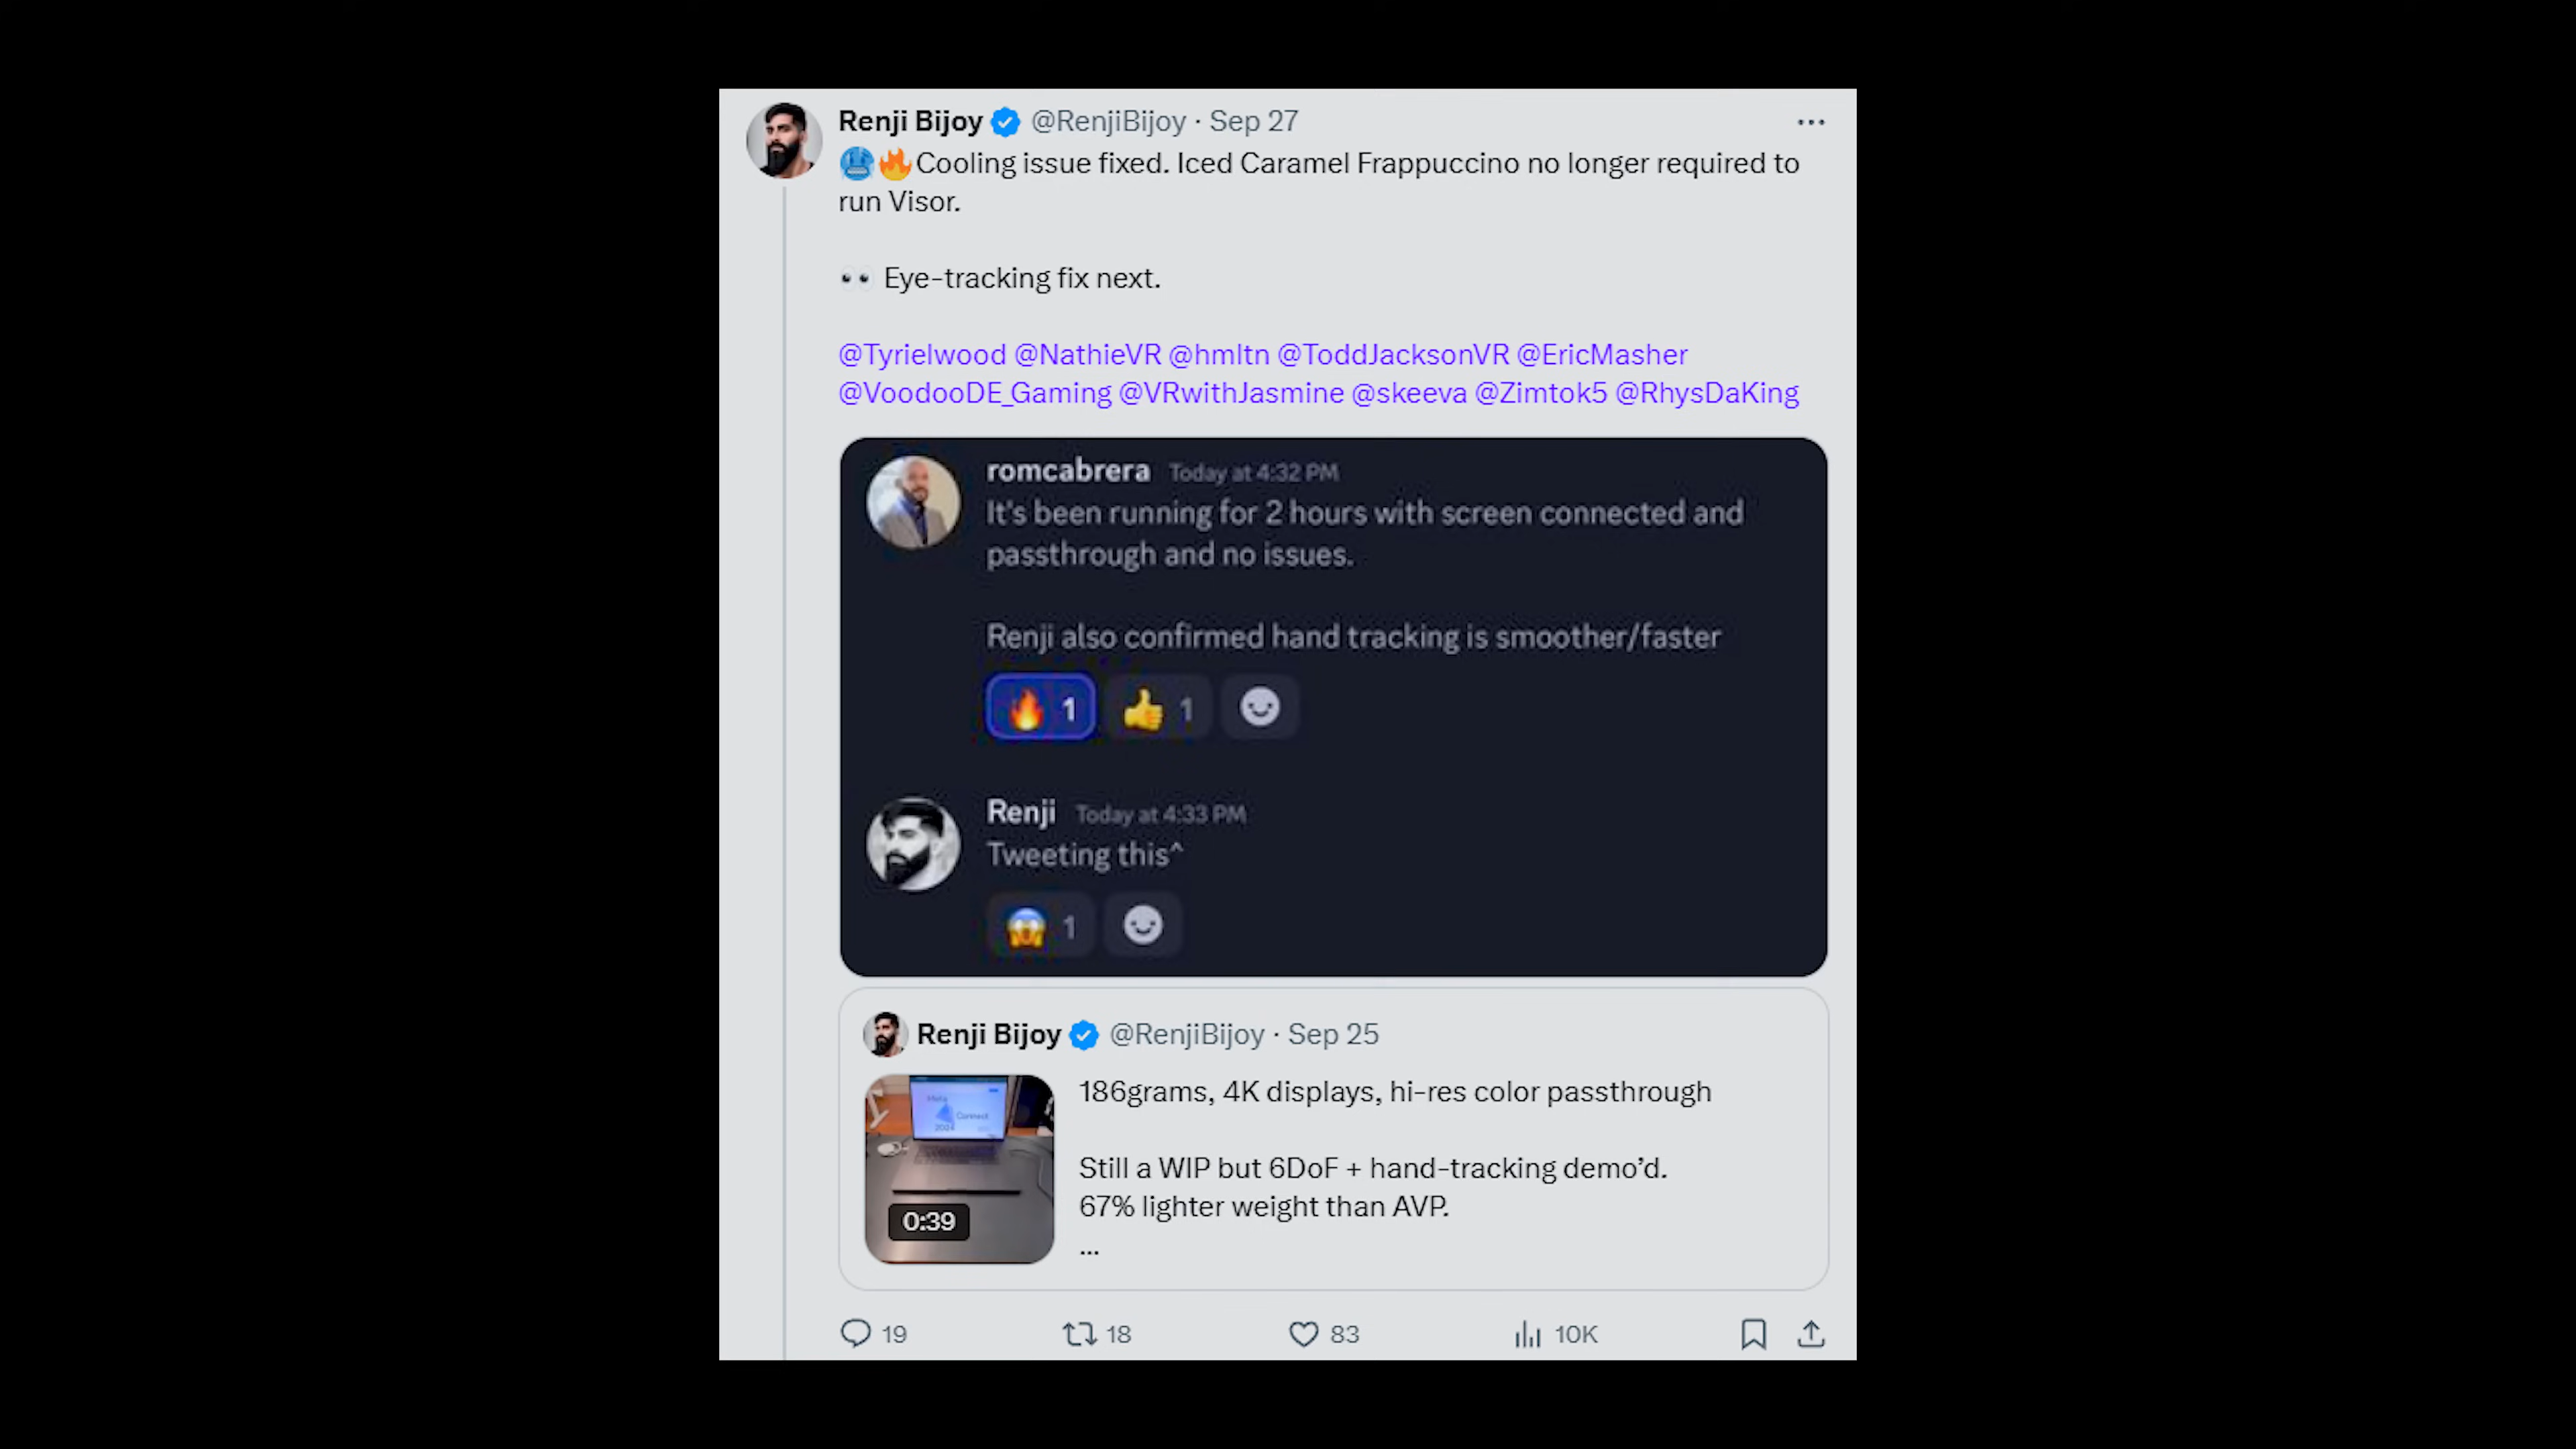 Renji Bijoy @RenjiBijoy · Sep 27
🥶🔥Cooling issue fixed. Iced Caramel Frappuccino no longer required to
run Visor.
👀 Eye-tracking fix next.
@Tyrielwood @NathieVR @hmltn @ToddJacksonVR @EricMasher
@VoodooDE_Gaming @VRwithJasmine @skeeva @Zimtok5 @RhysDaKing
romcabrera Today at 4:32 PM
It's been running for 2 hours with screen connected and
passthrough and no issues.
Renji also confirmed hand tracking is smoother/faster
🔥 1 👍 1
Renji Today at 4:33 PM
Tweeting this^
😱 1
Renji Bijoy @RenjiBijoy · Sep 25
186grams, 4K displays, hi-res color passthrough
Still a WIP but 6DoF + hand-tracking demo’d.
67% lighter weight than AVP.
...
Meta
Connect
2024
0:39
19 18 83 10K